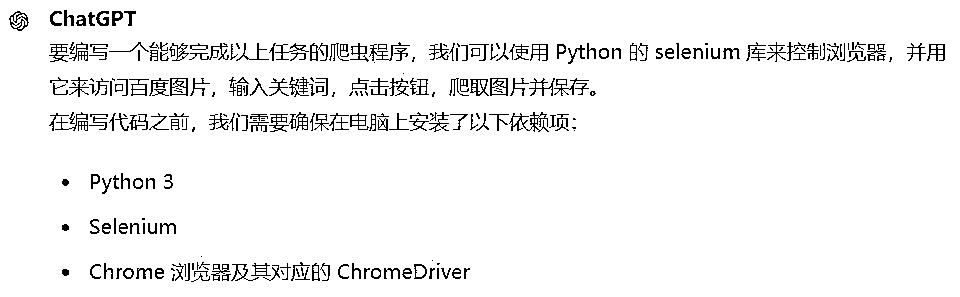 ChatGPT
要编写一个能够完成以上任务的爬虫程序，我们可以使用 Python 的 selenium 库来控制浏览器，并用
它来访问百度图片，输入关键词，点击按钮，爬取图片并保存。
在编写代码之前，我们需要确保在电脑上安装了以下依赖项：
• Python 3
• Selenium
• Chrome 浏览器及其对应的 ChromeDriver